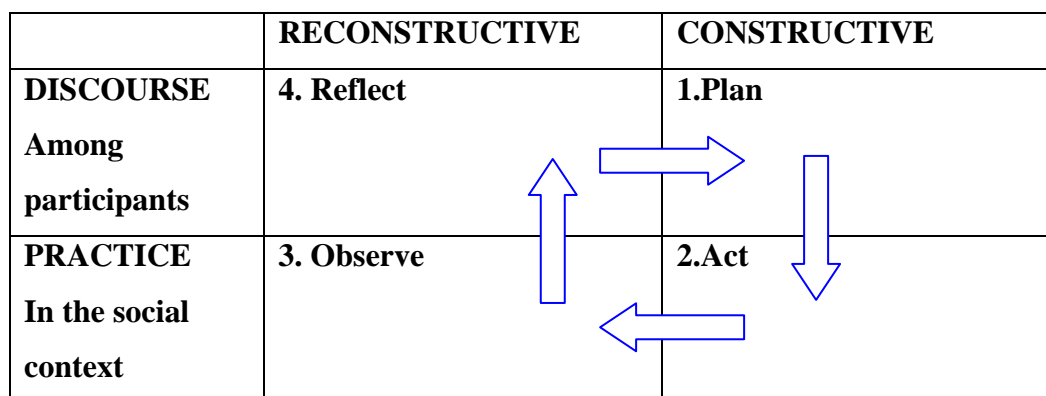 RECONSTRUCTIVE CONSTRUCTIVE
DISCOURSE 4. Reflect 1.Plan
Among
participants
PRACTICE 3. Observe 2.Act
In the social
context